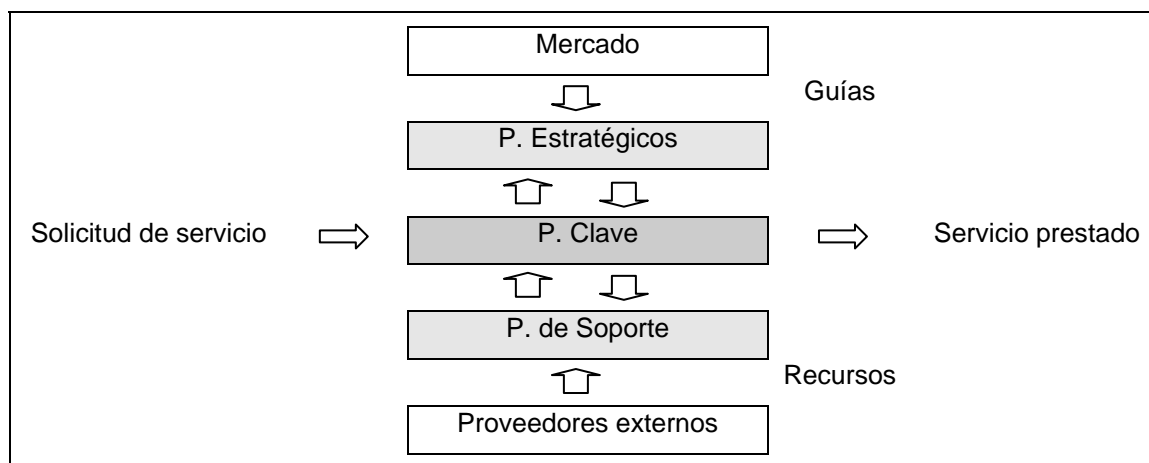 Mercado
Guías
P. Estratégicos
Solicitud de servicio
P. Clave
Servicio prestado
P. de Soporte
Recursos
Proveedores externos